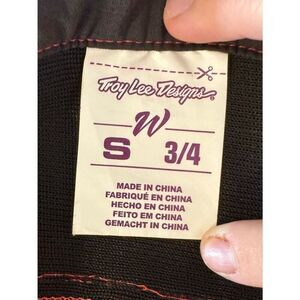 Troy Lee Designs
W
S 3/4
MADE IN CHINA
FABRIQUÉ EN CHINA
HECHO EN CHINA
FEITO EM CHINA
GEMACHT IN CHINA